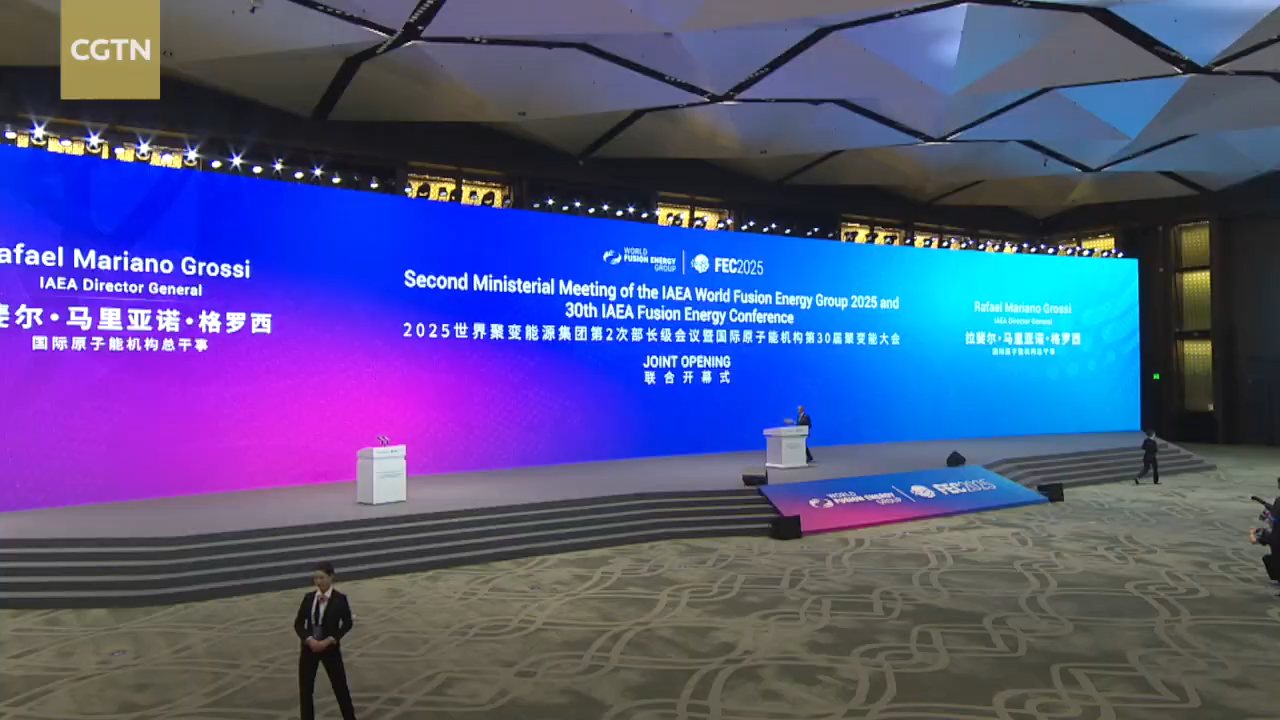 CGTN
WORLD
FUSION ENERGY
GROUP
FEC2025
Second Ministerial Meeting of the IAEA World Fusion Energy Group 2025 and
30th IAEA Fusion Energy Conference
2025世界聚变能源集团第2次部长级会议暨国际原子能机构第30届聚变能大会
JOINT OPENING
联合开幕式
afael Mariano Grossi
IAEA Director General
斐尔·马里亚诺·格罗西
国际原子能机构总干事
Rafael Mariano Grossi
IAEA Director General
拉斐尔·马里亚诺·格罗西
国际原子能机构总干事
WORLD
FUSION ENERGY
GROUP
FEC2025